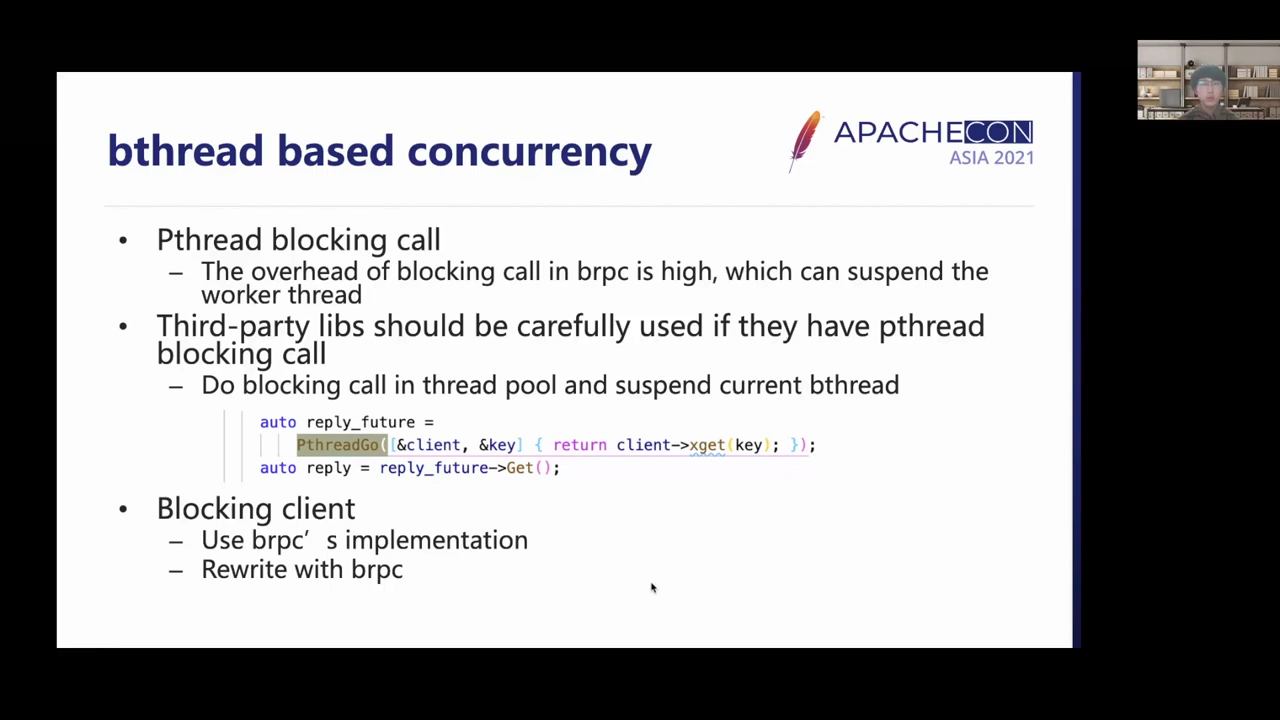 bthread based concurrency
APACHECON
ASIA 2021
• Pthread blocking call
– The overhead of blocking call in brpc is high, which can suspend the
worker thread
• Third-party libs should be carefully used if they have pthread
blocking call
– Do blocking call in thread pool and suspend current bthread
auto reply_future =
PthreadGo([&client, &key] { return client->xget(key); });
auto reply = reply_future->Get();
• Blocking client
– Use brpc’ s implementation
– Rewrite with brpc